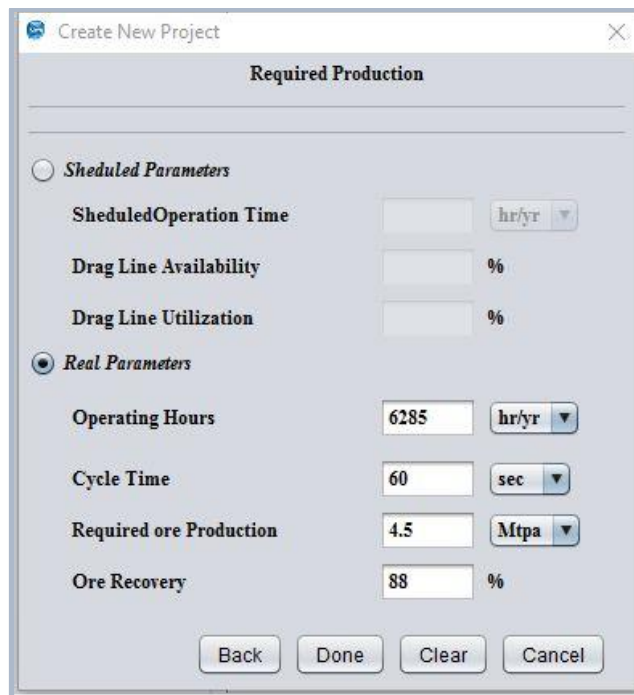 Create New Project
Required Production
Sheduled Parameters
SheduledOperation Time hr/yr
Drag Line Availability %
Drag Line Utilization %
Real Parameters
Operating Hours 6285 hr/yr
Cycle Time 60 sec
Required ore Production 4.5 Mtpa
Ore Recovery 88 %
Back Done Clear Cancel